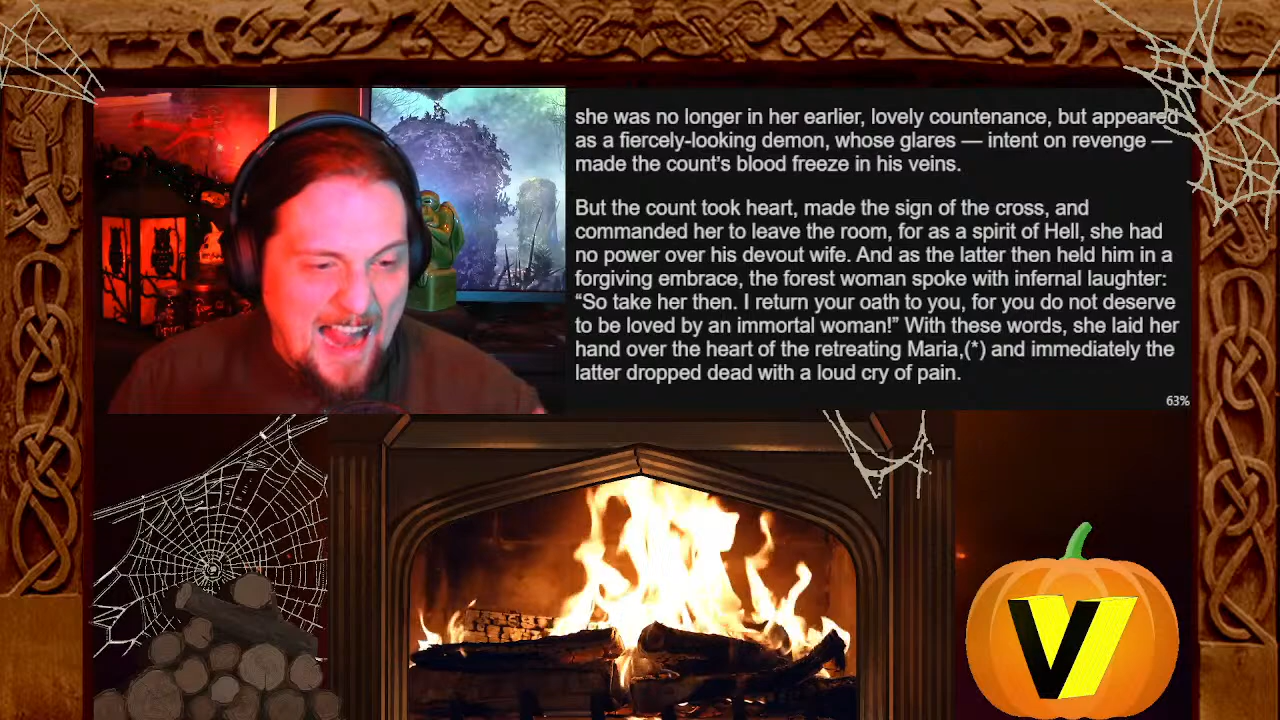 she was no longer in her earlier, lovely countenance, but appeared
as a fiercely-looking demon, whose glares — intent on revenge —
made the count's blood freeze in his veins.
But the count took heart, made the sign of the cross, and
commanded her to leave the room, for as a spirit of Hell, she had
no power over his devout wife. And as the latter then held him in a
forgiving embrace, the forest woman spoke with infernal laughter:
“So take her then. I return your oath to you, for you do not deserve
to be loved by an immortal woman!” With these words, she laid her
hand over the heart of the retreating Maria,(*) and immediately the
latter dropped dead with a loud cry of pain.
63%
V